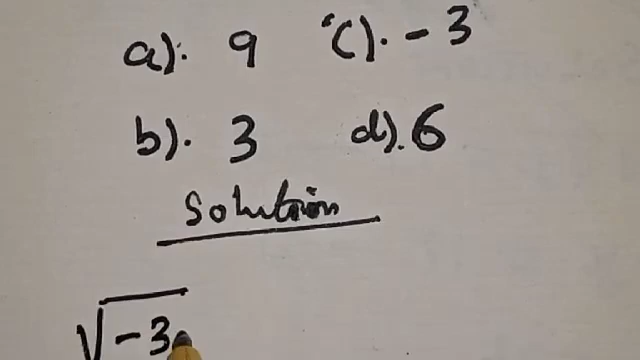 a). 9 c). - 3
b). 3 d). 6
Solution
√-3